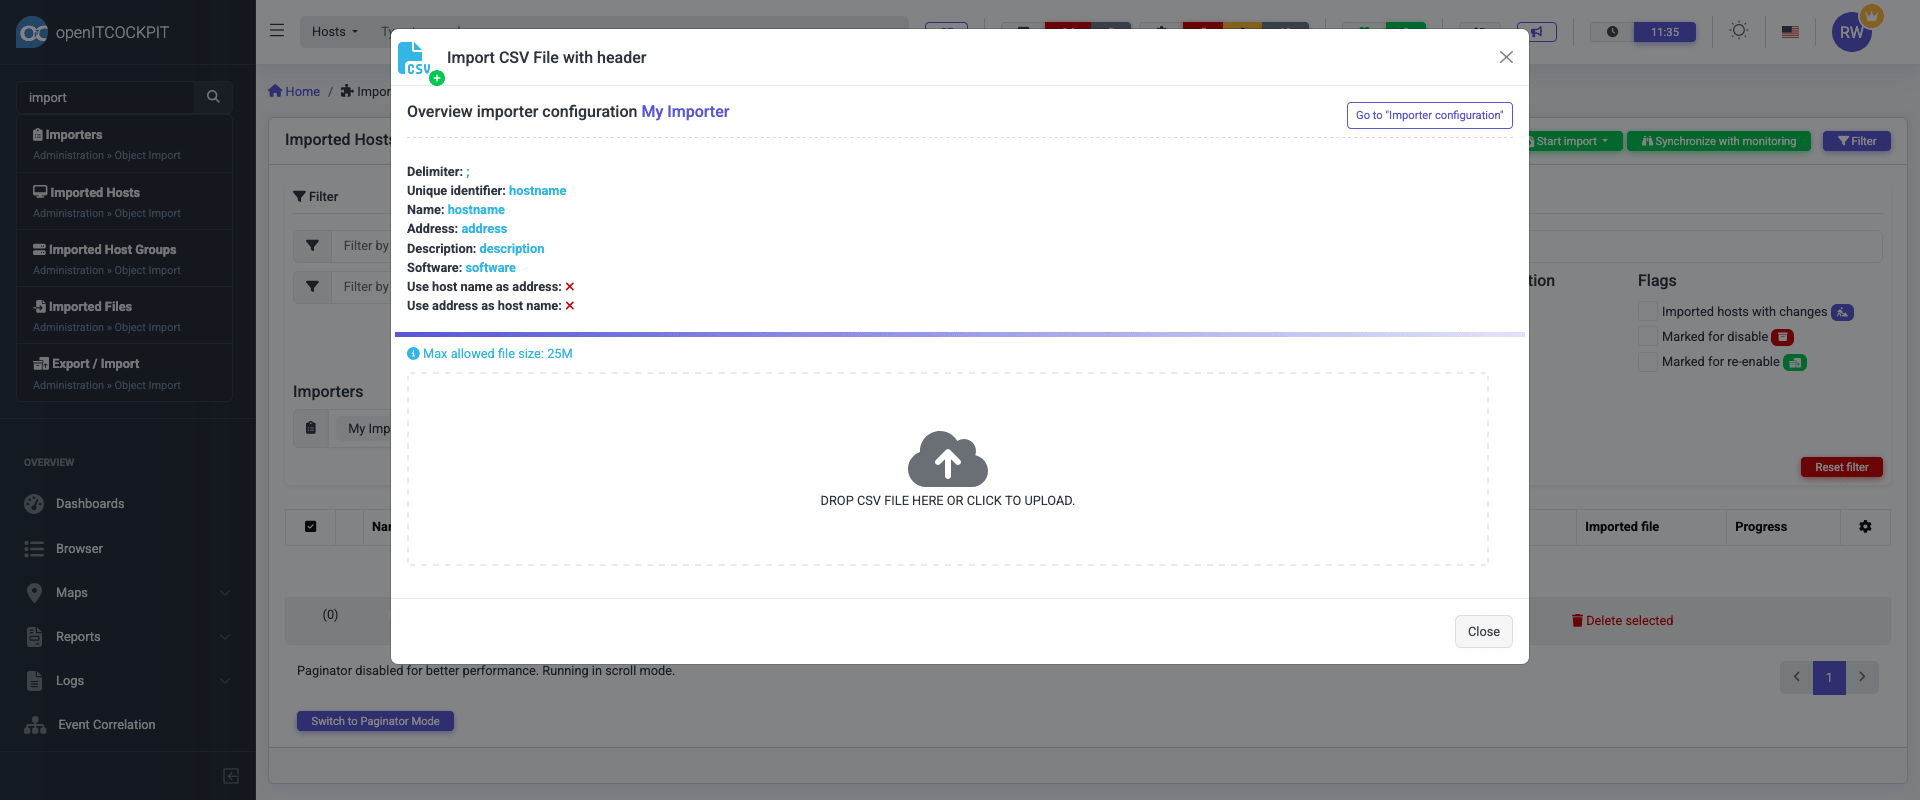 openITCOCKPIT
Hosts
11:35
RW
CSV
Import CSV File with header
import
Home /
Overview importer configuration My Importer
Go to "Importer configuration"
Importers
Administration » Object Import
Imported Hosts
Start import
Synchronize with monitoring
Filter
Imported Hosts
Administration » Object Import
Delimiter: ;
Unique identifier: hostname
Name: hostname
Address: address
Description: description
Software: software
Use host name as address:
Use address as host name:
Filter
Filter by
Filter by
Imported Host Groups
Administration » Object Import
Flags
Imported hosts with changes
Marked for disable
Marked for re-enable
Imported Files
Administration » Object Import
Max allowed file size: 25M
Export / Import
Administration » Object Import
Importers
My Imp
DROP CSV FILE HERE OR CLICK TO UPLOAD.
Reset filter
OVERVIEW
Dashboards
Browser
Maps
Reports
Logs
Event Correlation
Imported file
Progress
(0)
Delete selected
Close
Paginator disabled for better performance. Running in scroll mode.
1
Switch to Paginator Mode